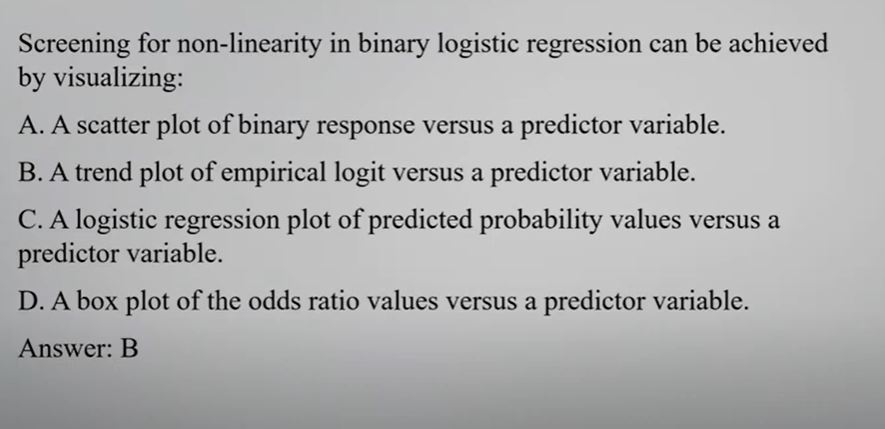 Screening for non-linearity in binary logistic regression can be achieved
by visualizing:
A. A scatter plot of binary response versus a predictor variable.
B. A trend plot of empirical logit versus a predictor variable.
C. A logistic regression plot of predicted probability values versus a
predictor variable.
D. A box plot of the odds ratio values versus a predictor variable.
Answer: B